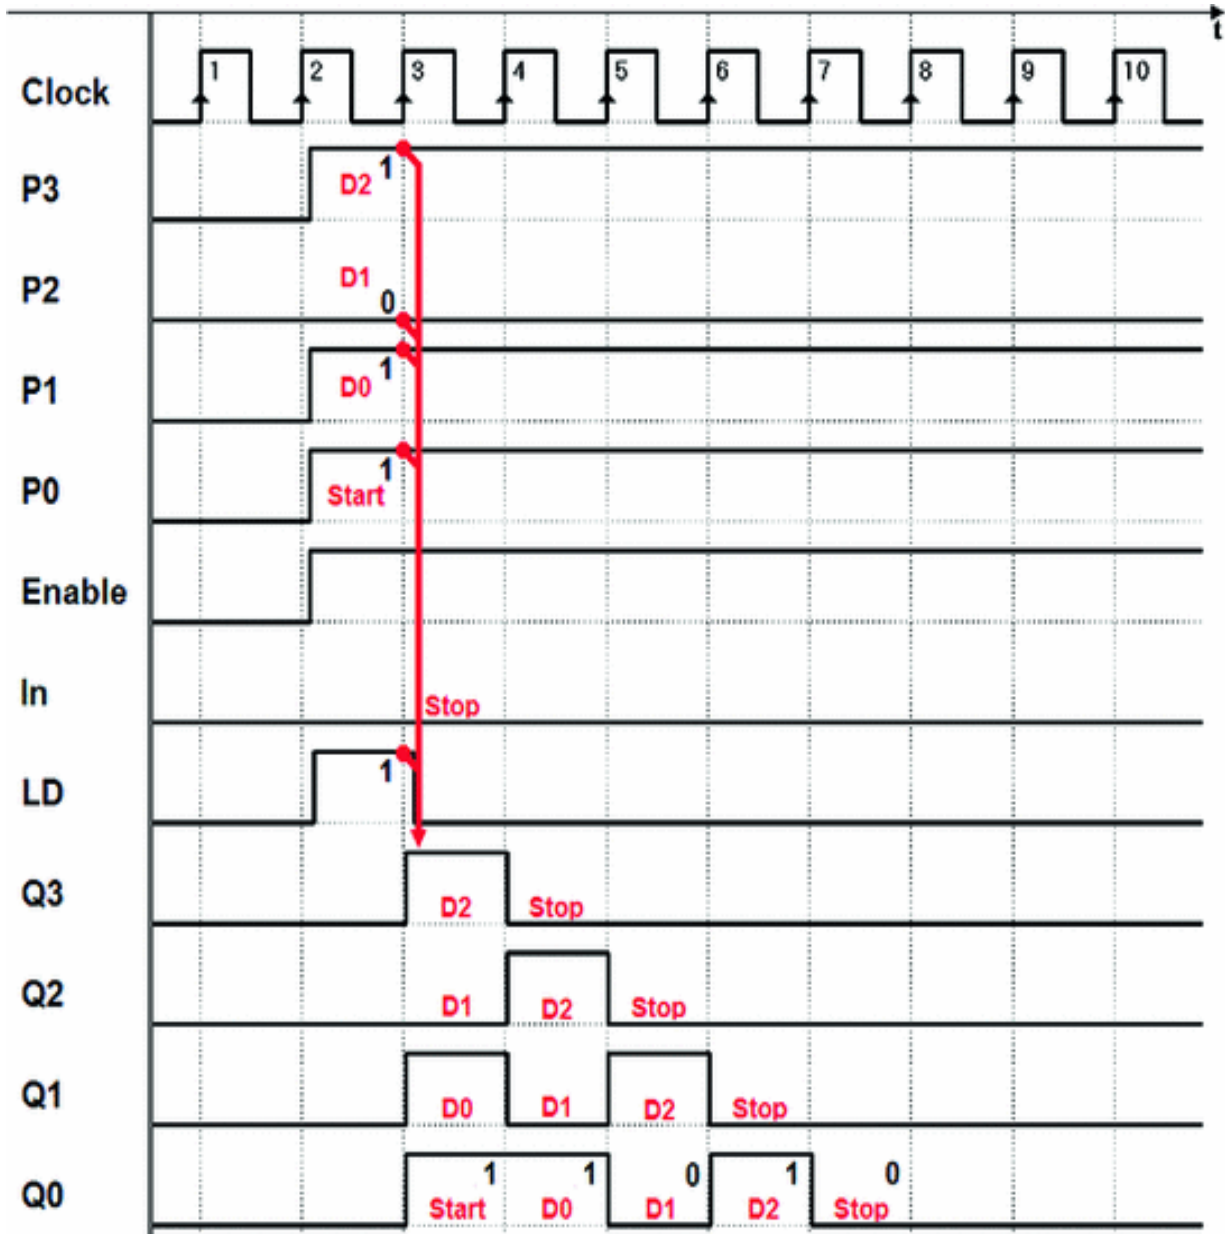 t
Clock 1 2 3 4 5 6 7 8 9 10
P3 D2 1
P2 D1 0
P1 D0 1
P0 Start 1
Enable
In Stop
LD 1
Q3 D2 Stop
Q2 D1 D2 Stop
Q1 D0 D1 D2 Stop
Q0 Start 1 D0 1 D1 0 D2 1 Stop 0